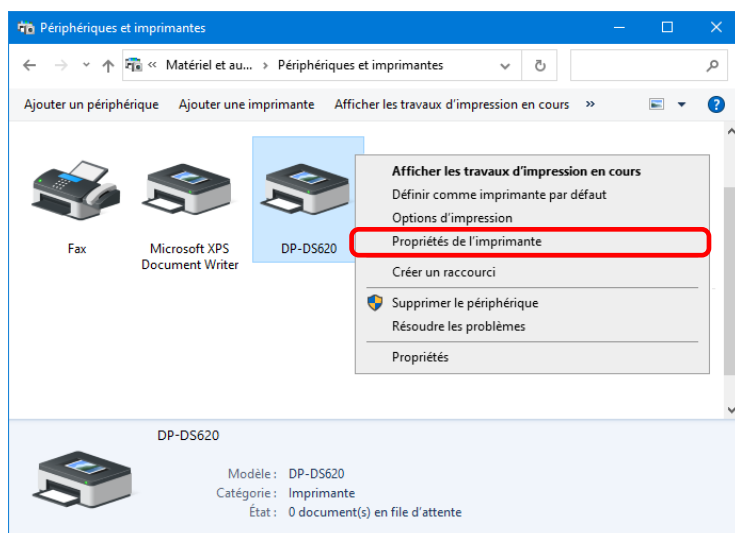 Périphériques et imprimantes
« Matériel et au... › Périphériques et imprimantes
Ajouter un périphérique Ajouter une imprimante Afficher les travaux d'impression en cours »
Fax
Microsoft XPS
Document Writer
DP-DS620
Afficher les travaux d'impression en cours
Définir comme imprimante par défaut
Options d'impression
Propriétés de l'imprimante
Créer un raccourci
Supprimer le périphérique
Résoudre les problèmes
Propriétés
DP-DS620
Modèle : DP-DS620
Catégorie : Imprimante
État : 0 document(s) en file d'attente